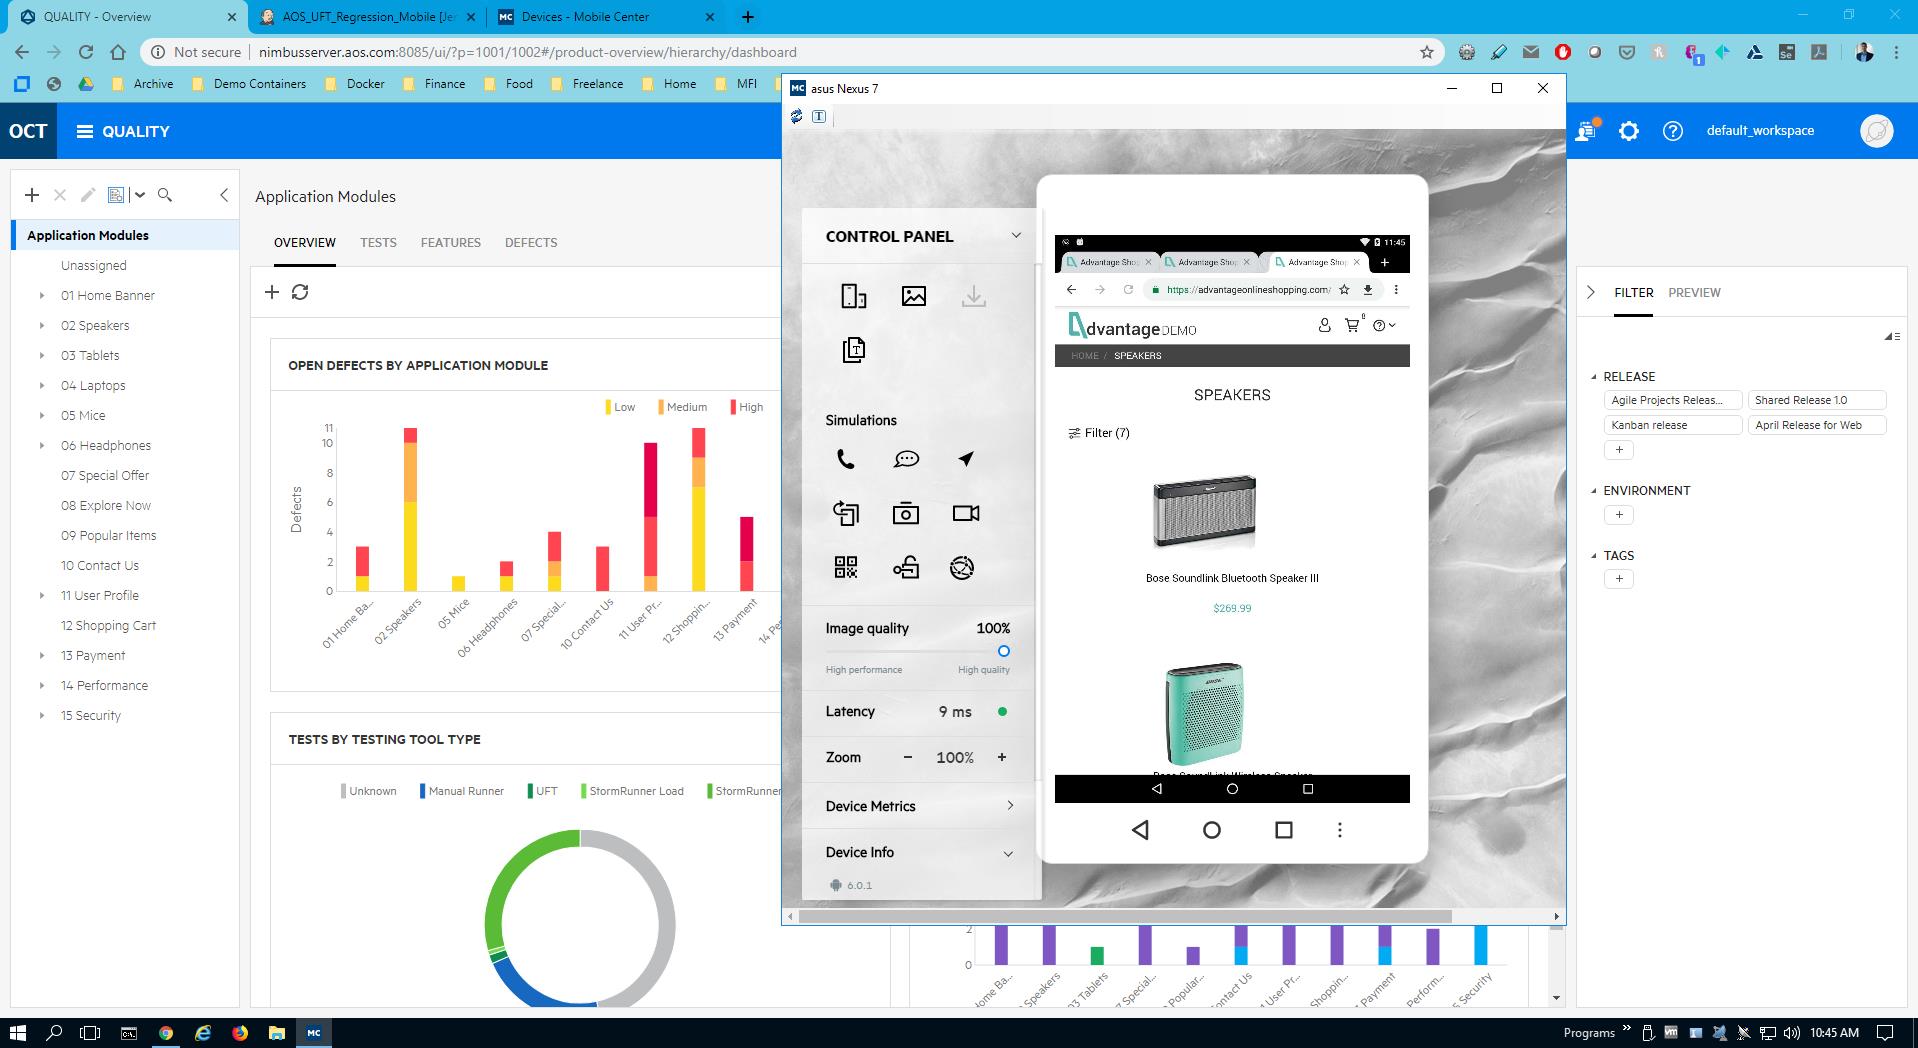 QUALITY - Overview
AOS_UFT_Regression_Mobile [Jer
MC Devices - Mobile Center
Not secure | nimbusserver.aos.com:8085/ui/?p=1001/1002#/product-overview/hierarchy/dashboard
Archive Demo Containers Docker Finance Food Freelance Home MFI
OCT QUALITY
default_workspace
Application Modules
Unassigned
01 Home Banner
02 Speakers
03 Tablets
04 Laptops
05 Mice
06 Headphones
07 Special Offer
08 Explore Now
09 Popular Items
10 Contact Us
11 User Profile
12 Shopping Cart
13 Payment
14 Performance
15 Security
Application Modules
OVERVIEW TESTS FEATURES DEFECTS
OPEN DEFECTS BY APPLICATION MODULE
Low Medium High
Defects
11
10
8
6
4
2
0
01 Home Ba...
02 Speakers
05 Mice
06 Headphones
07 Special...
10 Contact Us
11 User Pr...
12 Shoppin...
13 Payment
14 Pe
TESTS BY TESTING TOOL TYPE
Unknown Manual Runner UFT StormRunner Load StormRunner
MC asus Nexus 7
CONTROL PANEL
Simulations
Image quality 100%
High performance High quality
Latency 9 ms
Zoom - 100% +
Device Metrics
Device Info
6.0.1
11:45
Advantage Shop Advantage Shop Advantage Shop
https://advantageonlineshopping.com/
Advantage DEMO
HOME / SPEAKERS
SPEAKERS
Filter (7)
Bose Soundlink Bluetooth Speaker III
$269.99
2
0
ome Ba...
Speakers
03 Tablets
7 Special...
Popular...
ontact Us
1 User Pr...
Shoppin...
Payment
Perform...
Security
FILTER PREVIEW
RELEASE
Agile Projects Releas... Shared Release 1.0
Kanban release April Release for Web
+
ENVIRONMENT
+
TAGS
+
MC
Programs
10:45 AM